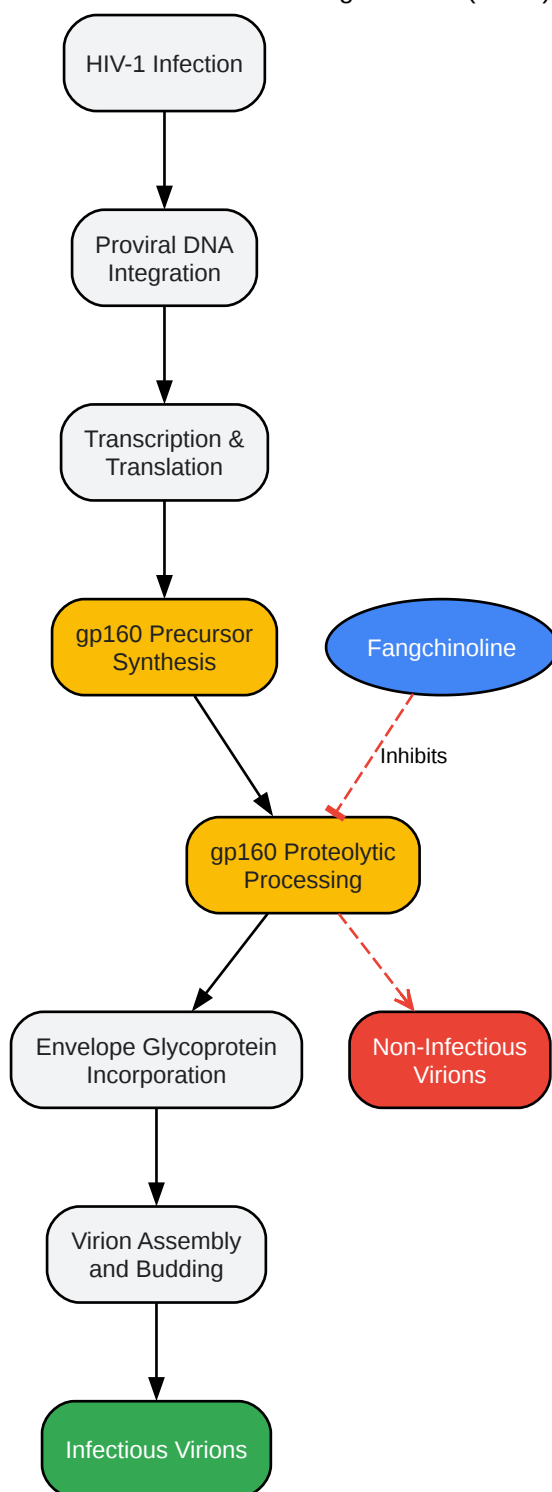 HIV-1 Infection
Proviral DNA
Integration
Transcription &
Translation
gp160 Precursor
Synthesis
Fangchinoline
Inhibits
gp160 Proteolytic
Processing
Envelope Glycoprotein
Incorporation
Non-Infectious
Virions
Virion Assembly
and Budding
Infectious Virions